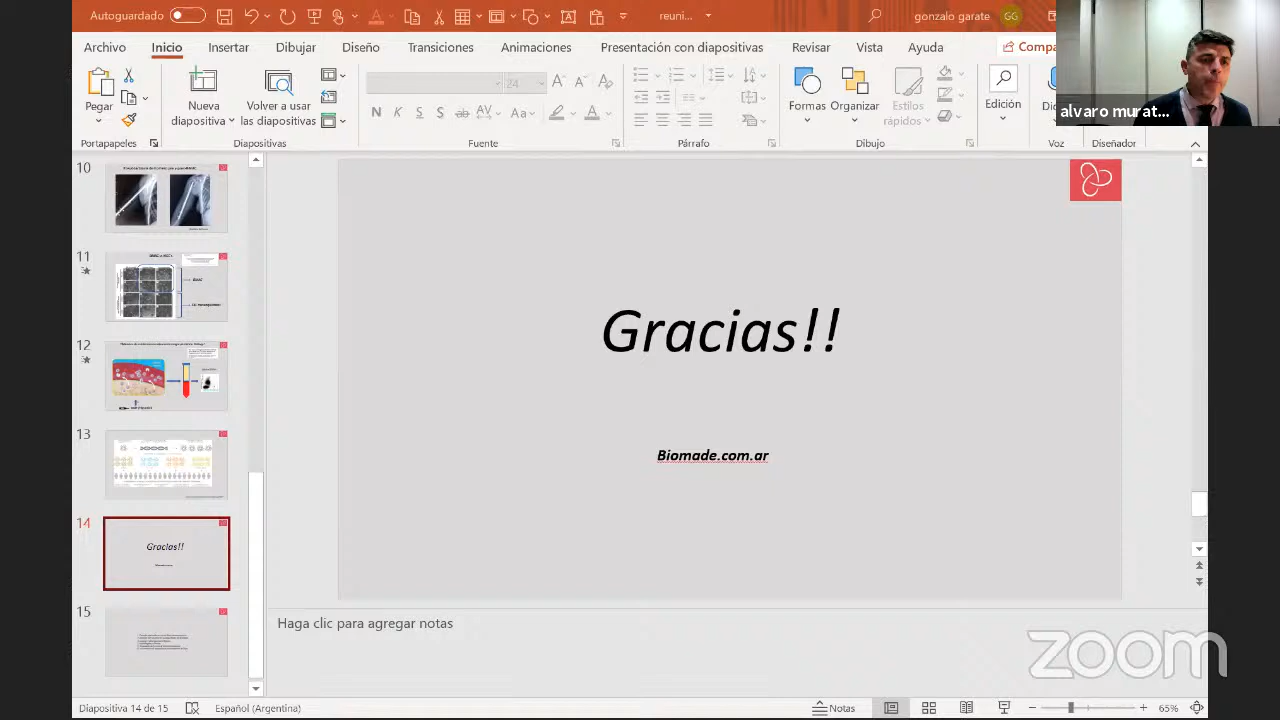 Autoguardado
reuni...
gonzalo garate
GG
Archivo
Inicio
Insertar
Dibujar
Diseño
Transiciones
Animaciones
Presentación con diapositivas
Revisar
Vista
Ayuda
Compa
alvaro murat...
Pegar
Nueva diapositiva
Volver a usar las diapositivas
24
Formas
Organizar
Estilos rápidos
Edición
Portapapeles
Diapositivas
Fuente
Párrafo
Dibujo
Voz
Diseñador
10
11
12
13
14
Gracias!!
15
Gracias!!
Biomade.com.ar
Haga clic para agregar notas
zoom
Diapositiva 14 de 15
Español (Argentina)
Notas
65%